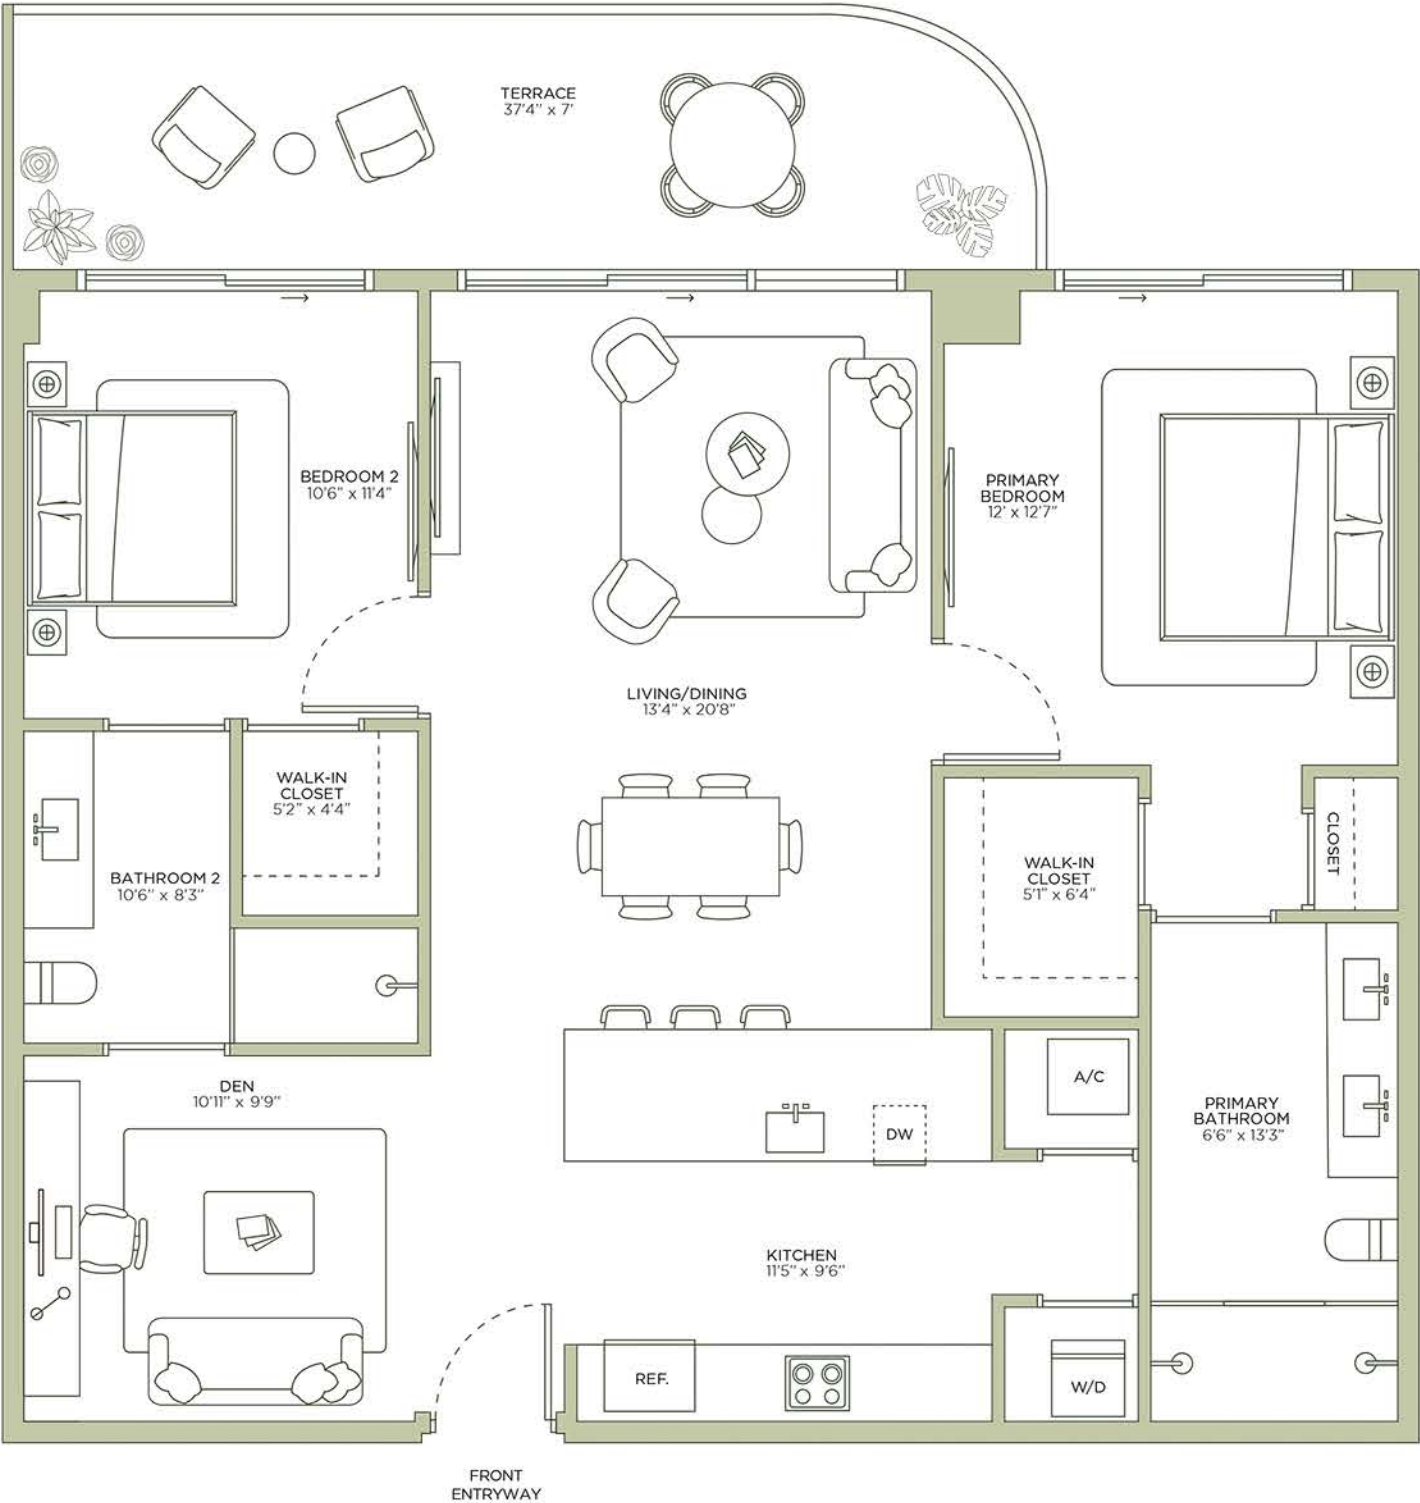 TERRACE
37'4" x 7'
BEDROOM 2
10'6" x 11'4"
PRIMARY
BEDROOM
12' x 12'7"
LIVING/DINING
13'4" x 20'8"
WALK-IN
CLOSET
5'2" x 4'4"
BATHROOM 2
10'6" x 8'3"
WALK-IN
CLOSET
5'1" x 6'4"
CLOSET
DEN
10'11" x 9'9"
A/C
DW
PRIMARY
BATHROOM
6'6" x 13'3"
KITCHEN
11'5" x 9'6"
REF.
W/D
FRONT
ENTRYWAY